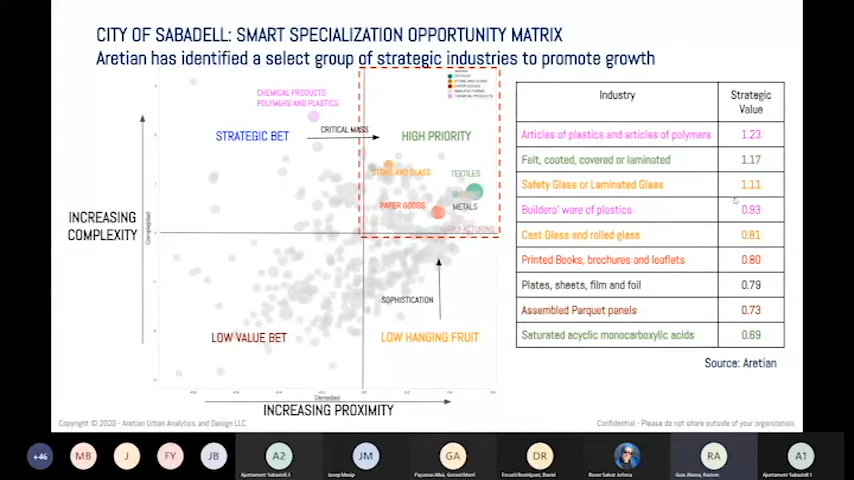 CITY OF SABADELL: SMART SPECIALIZATION OPPORTUNITY MATRIX
Aretian has identified a select group of strategic industries to promote growth
CHEMICAL PRODUCTS
POLYMERS AND PLASTICS
STRATEGIC BET
CRITICAL MASS
HIGH PRIORITY
STONE AND GLASS
TEXTILES
PAPER GOODS
METALS
MANUFACTURING
INCREASING
COMPLEXITY
SOPHISTICATION
LOW VALUE BET
LOW HANGING FRUIT
INCREASING PROXIMITY
Industry Strategic Value
Articles of plastics and articles of polymers 1.23
Felt, coated, covered or laminated 1.17
Safety Glass or Laminated Glass 1.11
Builders' ware of plastics 0.93
Cast Glass and rolled glass 0.81
Printed Books, brochures and leaflets 0.80
Plates, sheets, film and foil 0.79
Assembled Parquet panels 0.73
Saturated acyclic monocarboxylic acids 0.69
Source: Aretian
Copyright © 2020 - Aretian Urban Analytics and Design LLC
Confidential - Please do not share outside of your organization
+46 MB J FY JB A2 JM GA DR RA A1